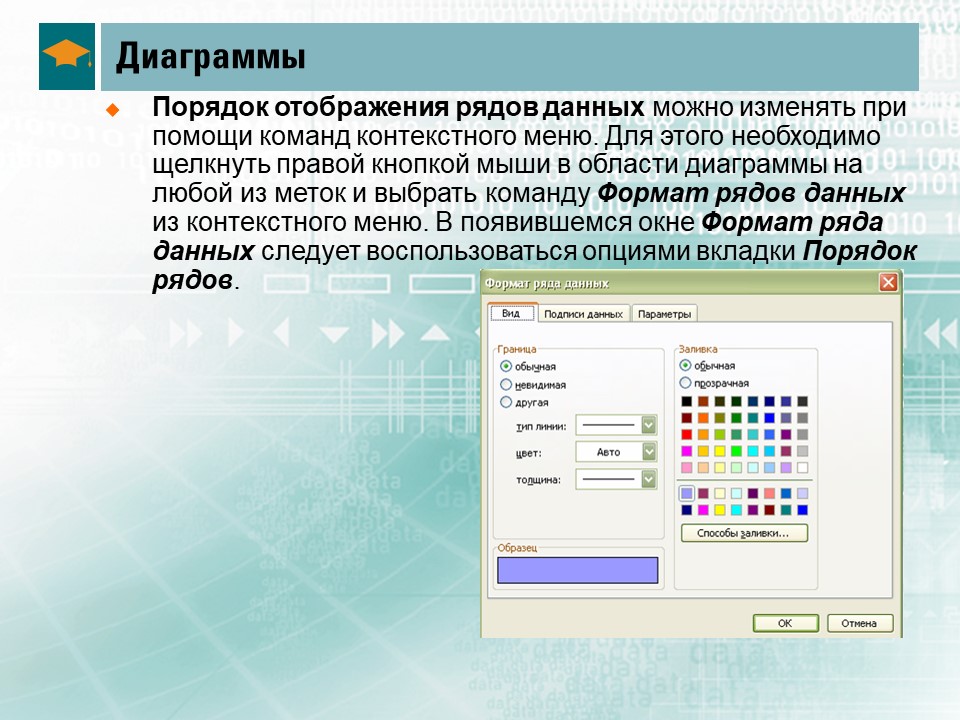 Диаграммы
Порядок отображения рядов данных можно изменять при
помощи команд контекстного меню. Для этого необходимо
щелкнуть правой кнопкой мыши в области диаграммы на
любой из меток и выбрать команду Формат рядов данных
из контекстного меню. В появившемся окне Формат ряда
данных следует воспользоваться опциями вкладки Порядок
рядов.
Формат ряда данных
Вид Подписи данных Параметры
Граница
обычная
невидимая
другая
тип линии:
цвет: Авто
толщина:
Образец
Заливка
обычная
прозрачная
Способы заливки...
ОК Отмена